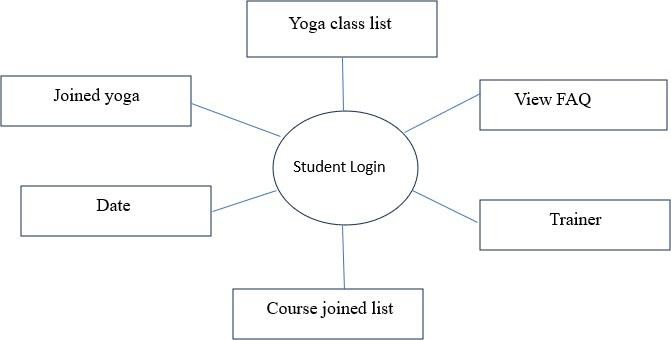 Yoga class list
Joined yoga
View FAQ
Student Login
Date
Trainer
Course joined list